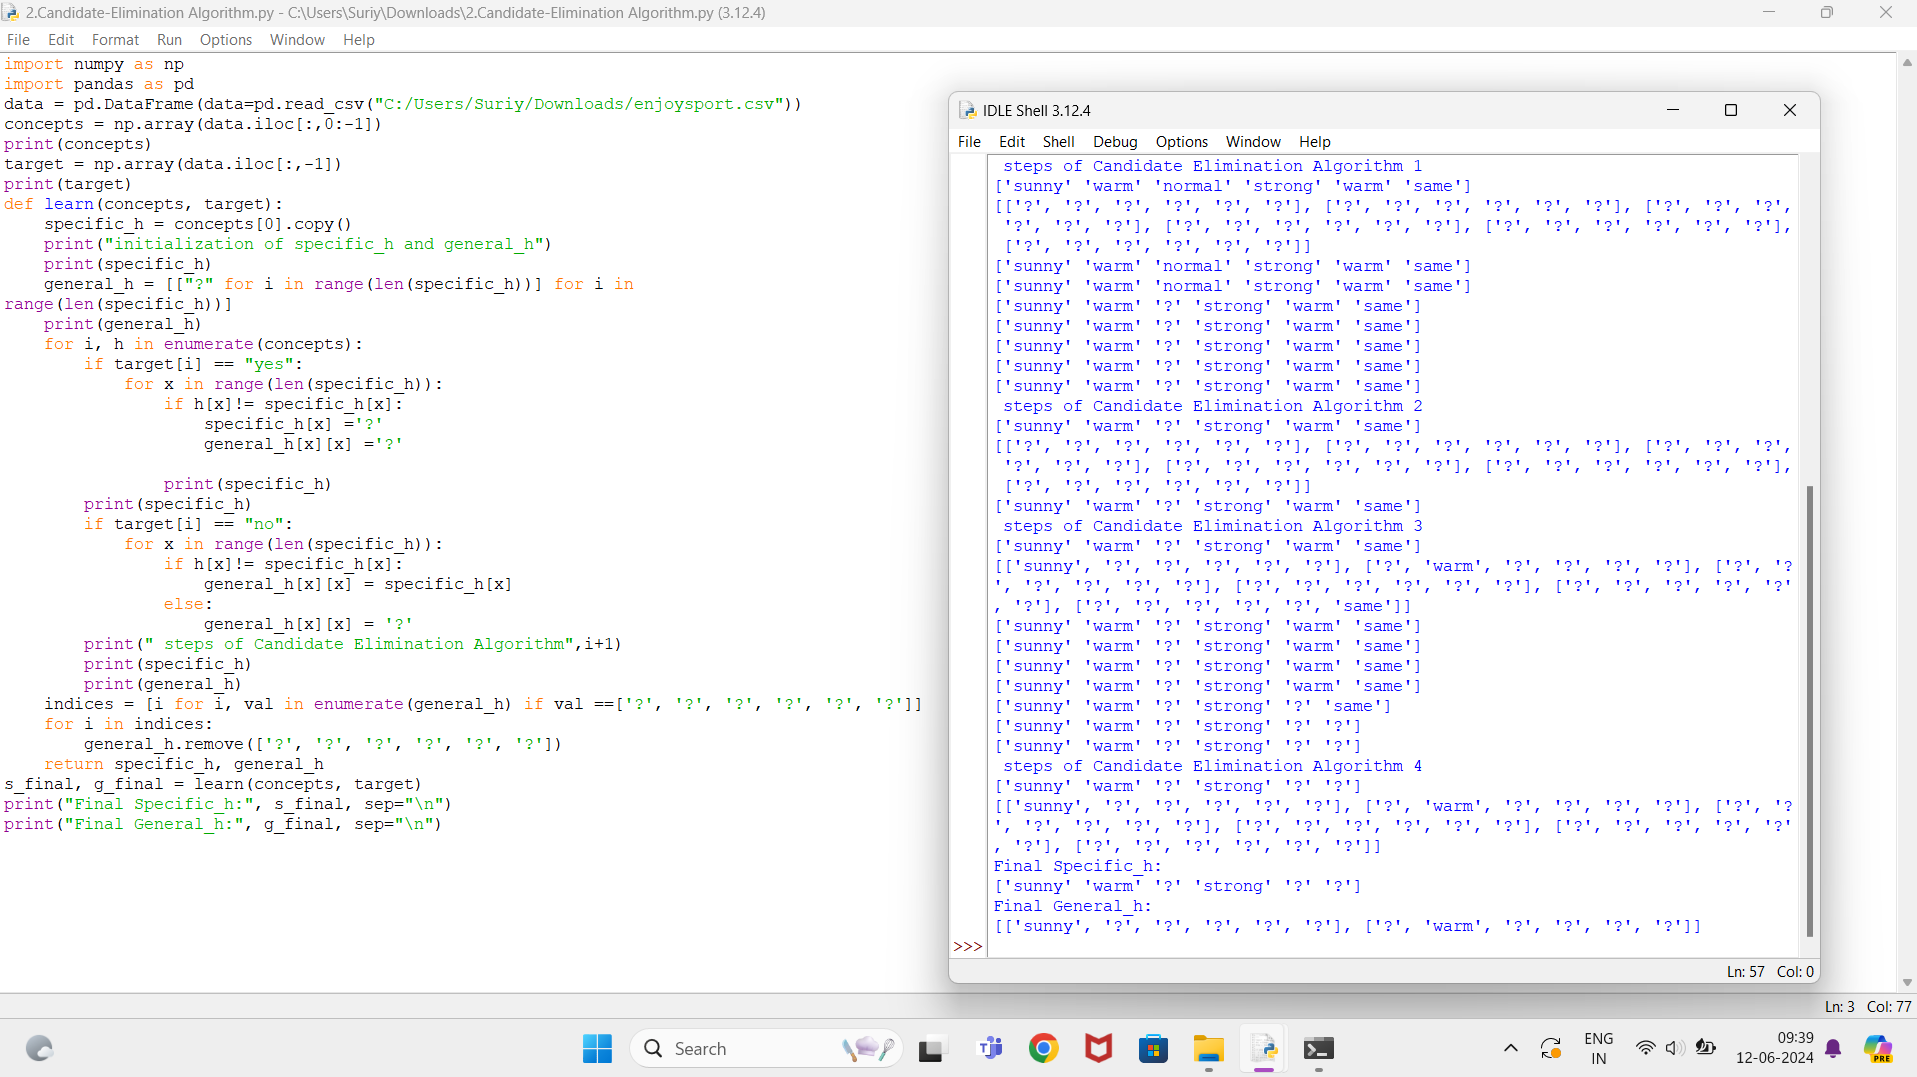 2.Candidate-Elimination Algorithm.py - C:\Users\Suriy\Downloads\2.Candidate-Elimination Algorithm.py (3.12.4)
File Edit Format Run Options Window Help
import numpy as np
import pandas as pd
data = pd.DataFrame(data=pd.read_csv("C:/Users/Suriy/Downloads/enjoysport.csv"))
concepts = np.array(data.iloc[:,0:-1])
print(concepts)
target = np.array(data.iloc[:,-1])
print(target)
def learn(concepts, target):
    specific_h = concepts[0].copy()
    print("initialization of specific_h and general_h")
    print(specific_h)
    general_h = [["?" for i in range(len(specific_h))] for i in
range(len(specific_h))]
    print(general_h)
    for i, h in enumerate(concepts):
        if target[i] == "yes":
            for x in range(len(specific_h)):
                if h[x]!= specific_h[x]:
                    specific_h[x] ='?'
                    general_h[x][x] ='?'
                print(specific_h)
        print(specific_h)
        if target[i] == "no":
            for x in range(len(specific_h)):
                if h[x]!= specific_h[x]:
                    general_h[x][x] = specific_h[x]
                else:
                    general_h[x][x] = '?'
        print(" steps of Candidate Elimination Algorithm",i+1)
        print(specific_h)
        print(general_h)
    indices = [i for i, val in enumerate(general_h) if val ==['?', '?', '?', '?', '?', '?']]
    for i in indices:
        general_h.remove(['?', '?', '?', '?', '?', '?'])
    return specific_h, general_h
s_final, g_final = learn(concepts, target)
print("Final Specific_h:", s_final, sep="\n")
print("Final General_h:", g_final, sep="\n")
IDLE Shell 3.12.4
File Edit Shell Debug Options Window Help
 steps of Candidate Elimination Algorithm 1
['sunny' 'warm' 'normal' 'strong' 'warm' 'same']
[['?', '?', '?', '?', '?', '?'], ['?', '?', '?', '?', '?', '?'], ['?', '?', '?',
 '?', '?', '?'], ['?', '?', '?', '?', '?', '?'], ['?', '?', '?', '?', '?', '?'],
 ['?', '?', '?', '?', '?', '?']]
['sunny' 'warm' 'normal' 'strong' 'warm' 'same']
['sunny' 'warm' 'normal' 'strong' 'warm' 'same']
['sunny' 'warm' '?' 'strong' 'warm' 'same']
['sunny' 'warm' '?' 'strong' 'warm' 'same']
['sunny' 'warm' '?' 'strong' 'warm' 'same']
['sunny' 'warm' '?' 'strong' 'warm' 'same']
['sunny' 'warm' '?' 'strong' 'warm' 'same']
 steps of Candidate Elimination Algorithm 2
['sunny' 'warm' '?' 'strong' 'warm' 'same']
[['?', '?', '?', '?', '?', '?'], ['?', '?', '?', '?', '?', '?'], ['?', '?', '?',
 '?', '?', '?'], ['?', '?', '?', '?', '?', '?'], ['?', '?', '?', '?', '?', '?'],
 ['?', '?', '?', '?', '?', '?']]
['sunny' 'warm' '?' 'strong' 'warm' 'same']
 steps of Candidate Elimination Algorithm 3
['sunny' 'warm' '?' 'strong' 'warm' 'same']
[['sunny', '?', '?', '?', '?', '?'], ['?', 'warm', '?', '?', '?', '?'], ['?', '?
', '?', '?', '?', '?'], ['?', '?', '?', '?', '?', '?'], ['?', '?', '?', '?', '?'
, '?'], ['?', '?', '?', '?', '?', 'same']]
['sunny' 'warm' '?' 'strong' 'warm' 'same']
['sunny' 'warm' '?' 'strong' 'warm' 'same']
['sunny' 'warm' '?' 'strong' 'warm' 'same']
['sunny' 'warm' '?' 'strong' 'warm' 'same']
['sunny' 'warm' '?' 'strong' '?' 'same']
['sunny' 'warm' '?' 'strong' '?' '?']
['sunny' 'warm' '?' 'strong' '?' '?']
 steps of Candidate Elimination Algorithm 4
['sunny' 'warm' '?' 'strong' '?' '?']
[['sunny', '?', '?', '?', '?', '?'], ['?', 'warm', '?', '?', '?', '?'], ['?', '?
', '?', '?', '?', '?'], ['?', '?', '?', '?', '?', '?'], ['?', '?', '?', '?', '?'
, '?'], ['?', '?', '?', '?', '?', '?']]
Final Specific_h:
['sunny' 'warm' '?' 'strong' '?' '?']
Final General_h:
[['sunny', '?', '?', '?', '?', '?'], ['?', 'warm', '?', '?', '?', '?']]
>>>
Ln: 57 Col: 0
Ln: 3 Col: 77
Search
ENG
IN
09:39
12-06-2024
PRE